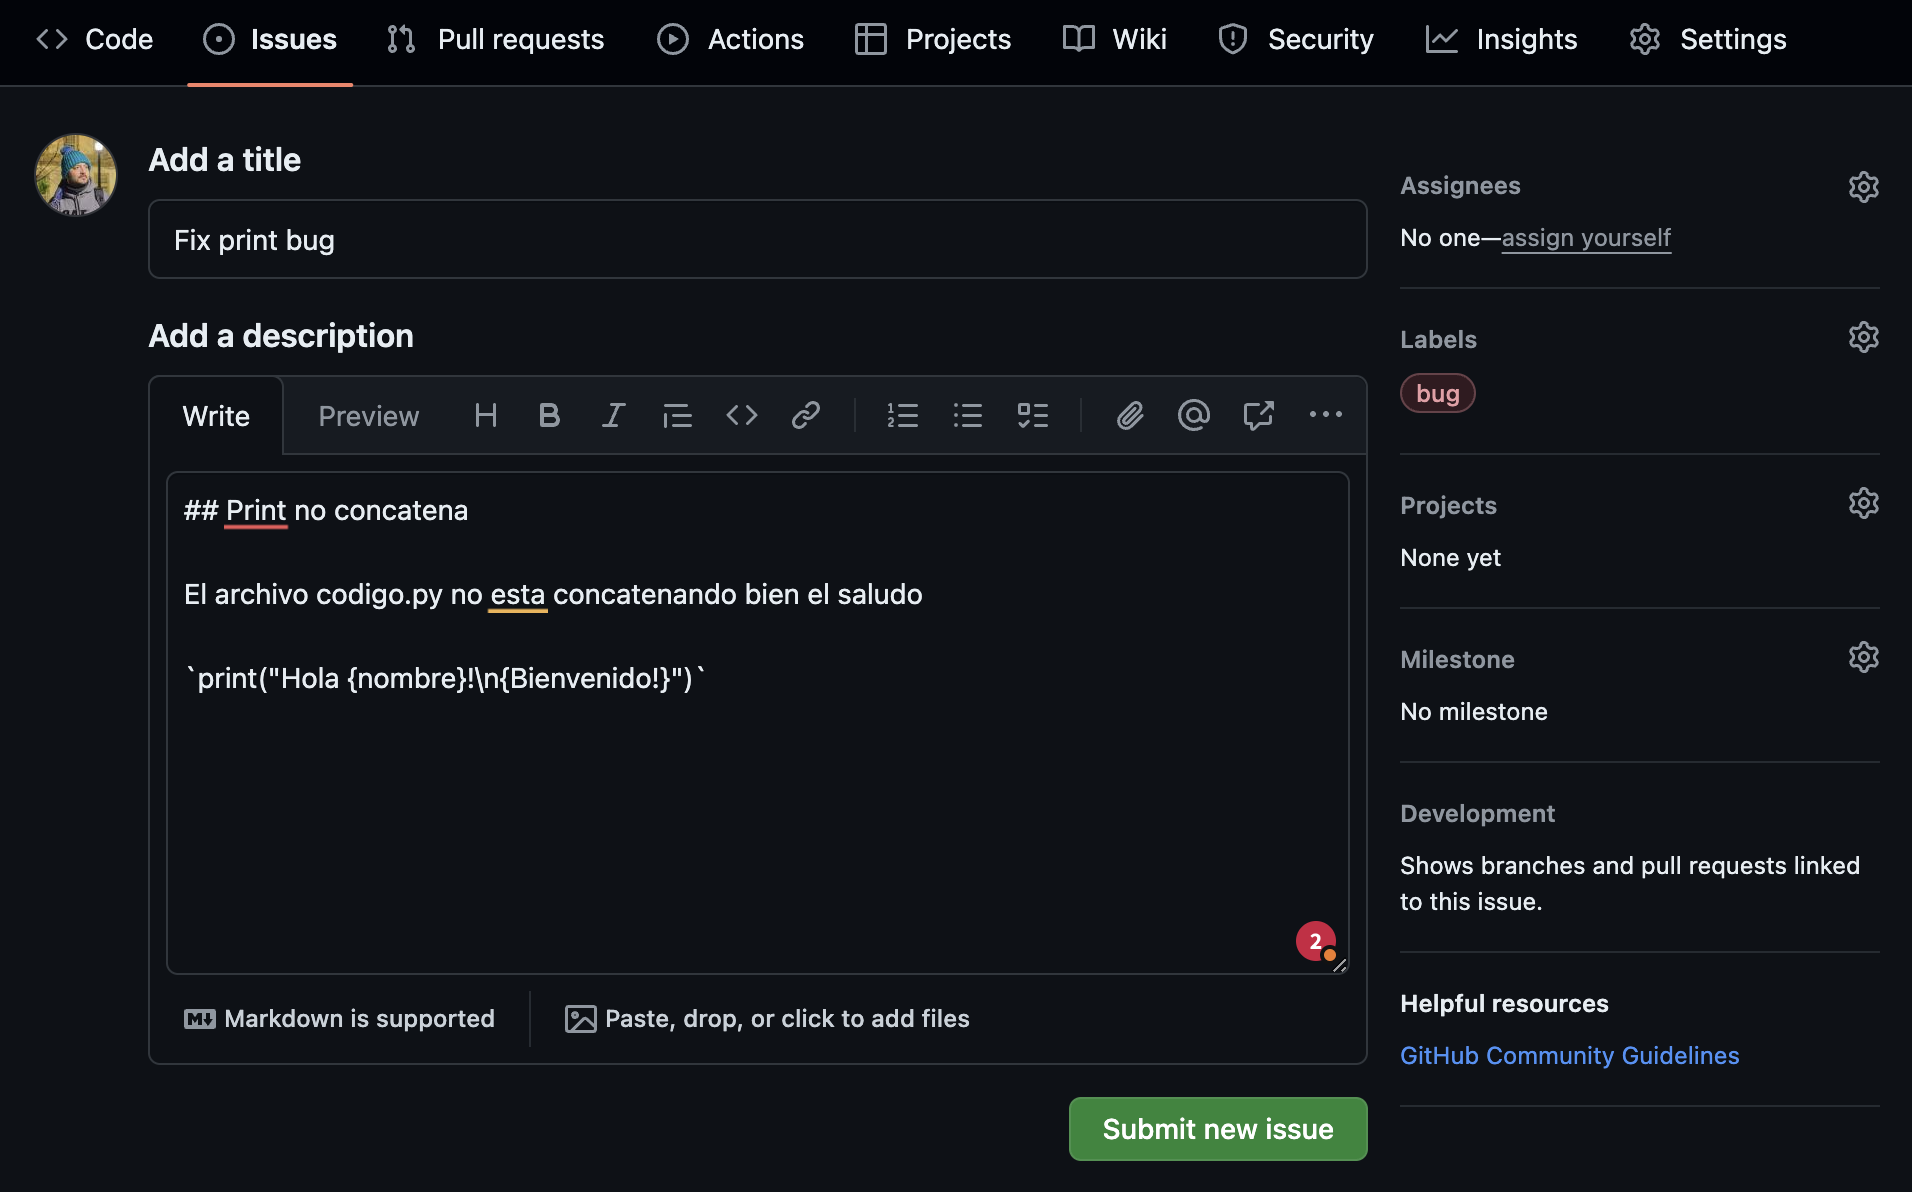 Code Issues Pull requests Actions Projects Wiki Security Insights Settings
Add a title
Fix print bug
Add a description
Write Preview
## Print no concatena
El archivo codigo.py no esta concatenando bien el saludo
`print("Hola {nombre}!\n{Bienvenido!}")`
2
Markdown is supported
Paste, drop, or click to add files
Submit new issue
Assignees
No one—assign yourself
Labels
bug
Projects
None yet
Milestone
No milestone
Development
Shows branches and pull requests linked
to this issue.
Helpful resources
GitHub Community Guidelines